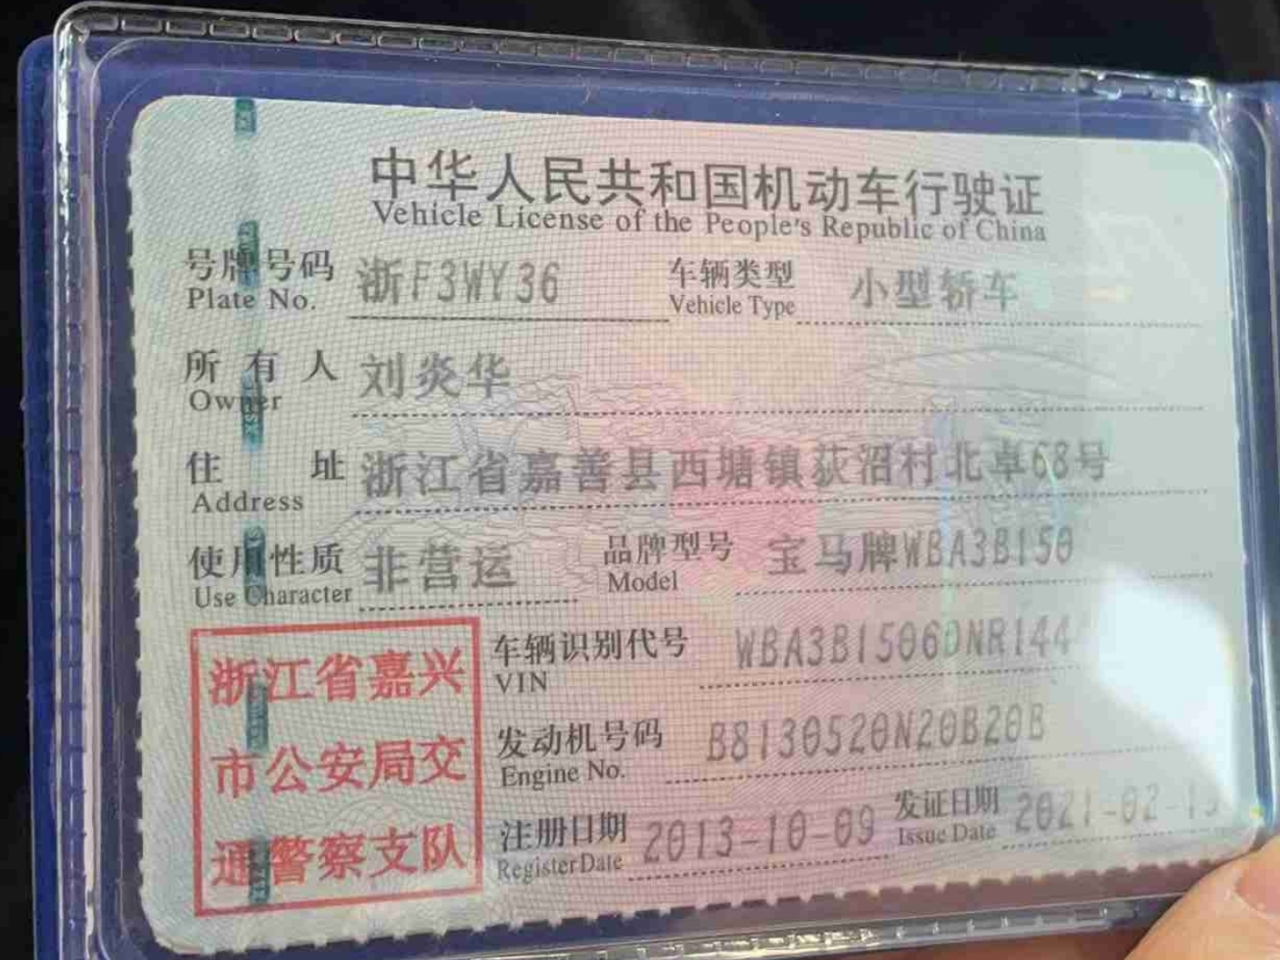 中华人民共和国机动车行驶证
Vehicle License of the People's Republic of China
号牌号码 浙F3WY36 车辆类型 小型轿车
Plate No. Vehicle Type
所有人 刘炎华
Owner
住址 浙江省嘉善县西塘镇荻沼村北卓68号
Address
使用性质 非营运 品牌型号 宝马牌WBA3B150
Use Character Model
浙江省嘉兴
市公安局交
通警察支队
车辆识别代号
VIN WBA3B1506DNR144
发动机号码 B8130520N20B20B
Engine No.
注册日期 2013-10-09 发证日期 2021-02-
Register Date Issue Date